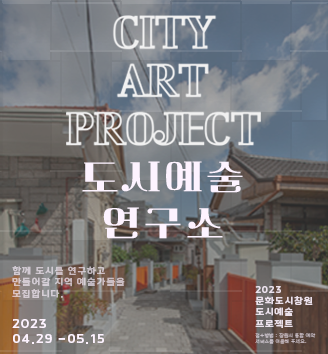 CITY
ART
PROJECT
도시예술
연구소
함께 도시를 연구하고
만들어갈 지역 예술가들을
모집합니다.
2023
04.29 -05.15
2023
문화도시창원
도시예술
프로젝트